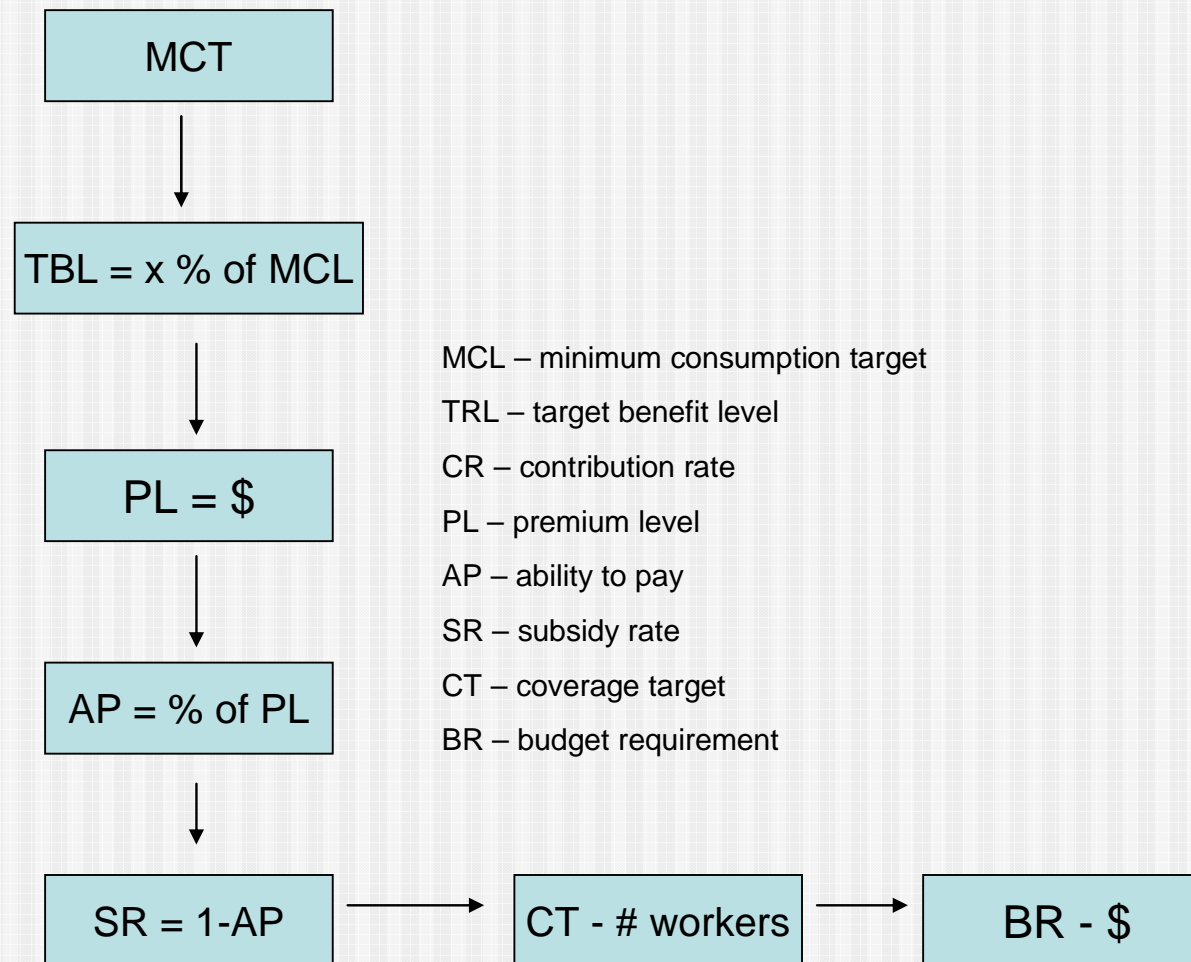 MCT
TBL = x % of MCL
PL = $
AP = % of PL
SR = 1-AP
CT - # workers
BR - $
MCL – minimum consumption target
TRL – target benefit level
CR – contribution rate
PL – premium level
AP – ability to pay
SR – subsidy rate
CT – coverage target
BR – budget requirement